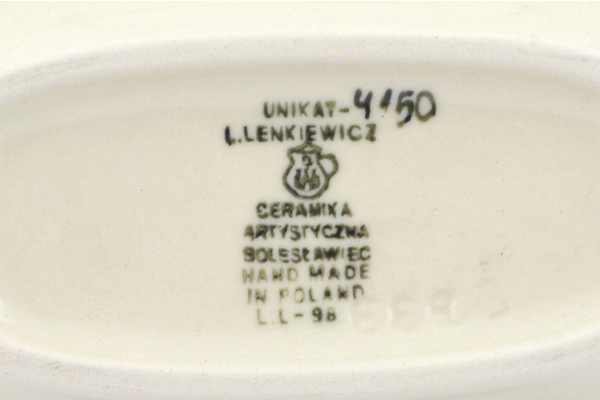 UNIKAT-4150
L.LENKIEWICZ
CERAMIKA
ARTYSTYCZNA
BOLESŁAWIEC
HAND MADE
IN POLAND
L.L-98